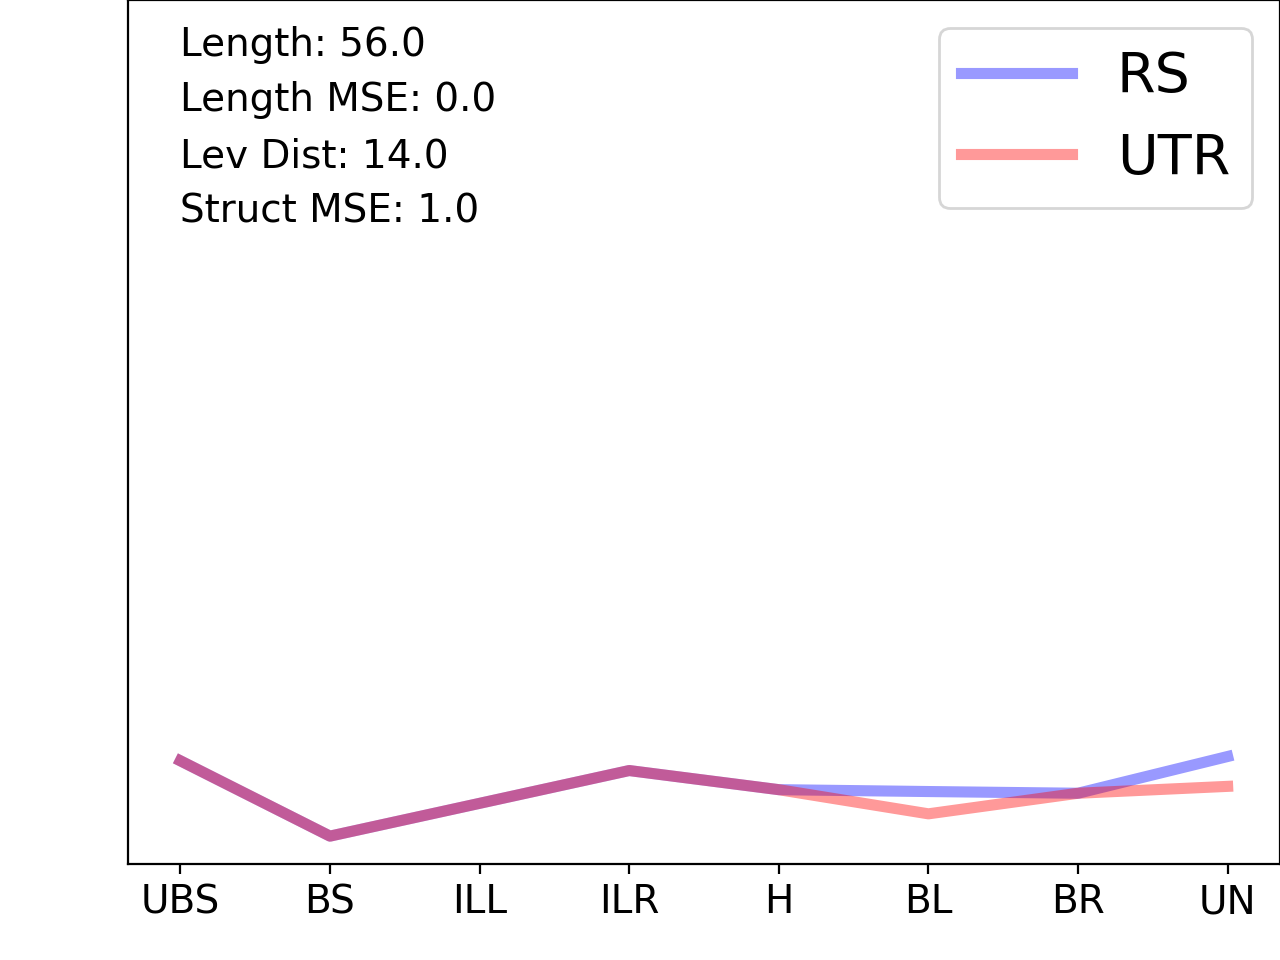 Length: 56.0
Length MSE: 0.0
Lev Dist: 14.0
Struct MSE: 1.0
RS
UTR
UBS BS ILL ILR H BL BR UN